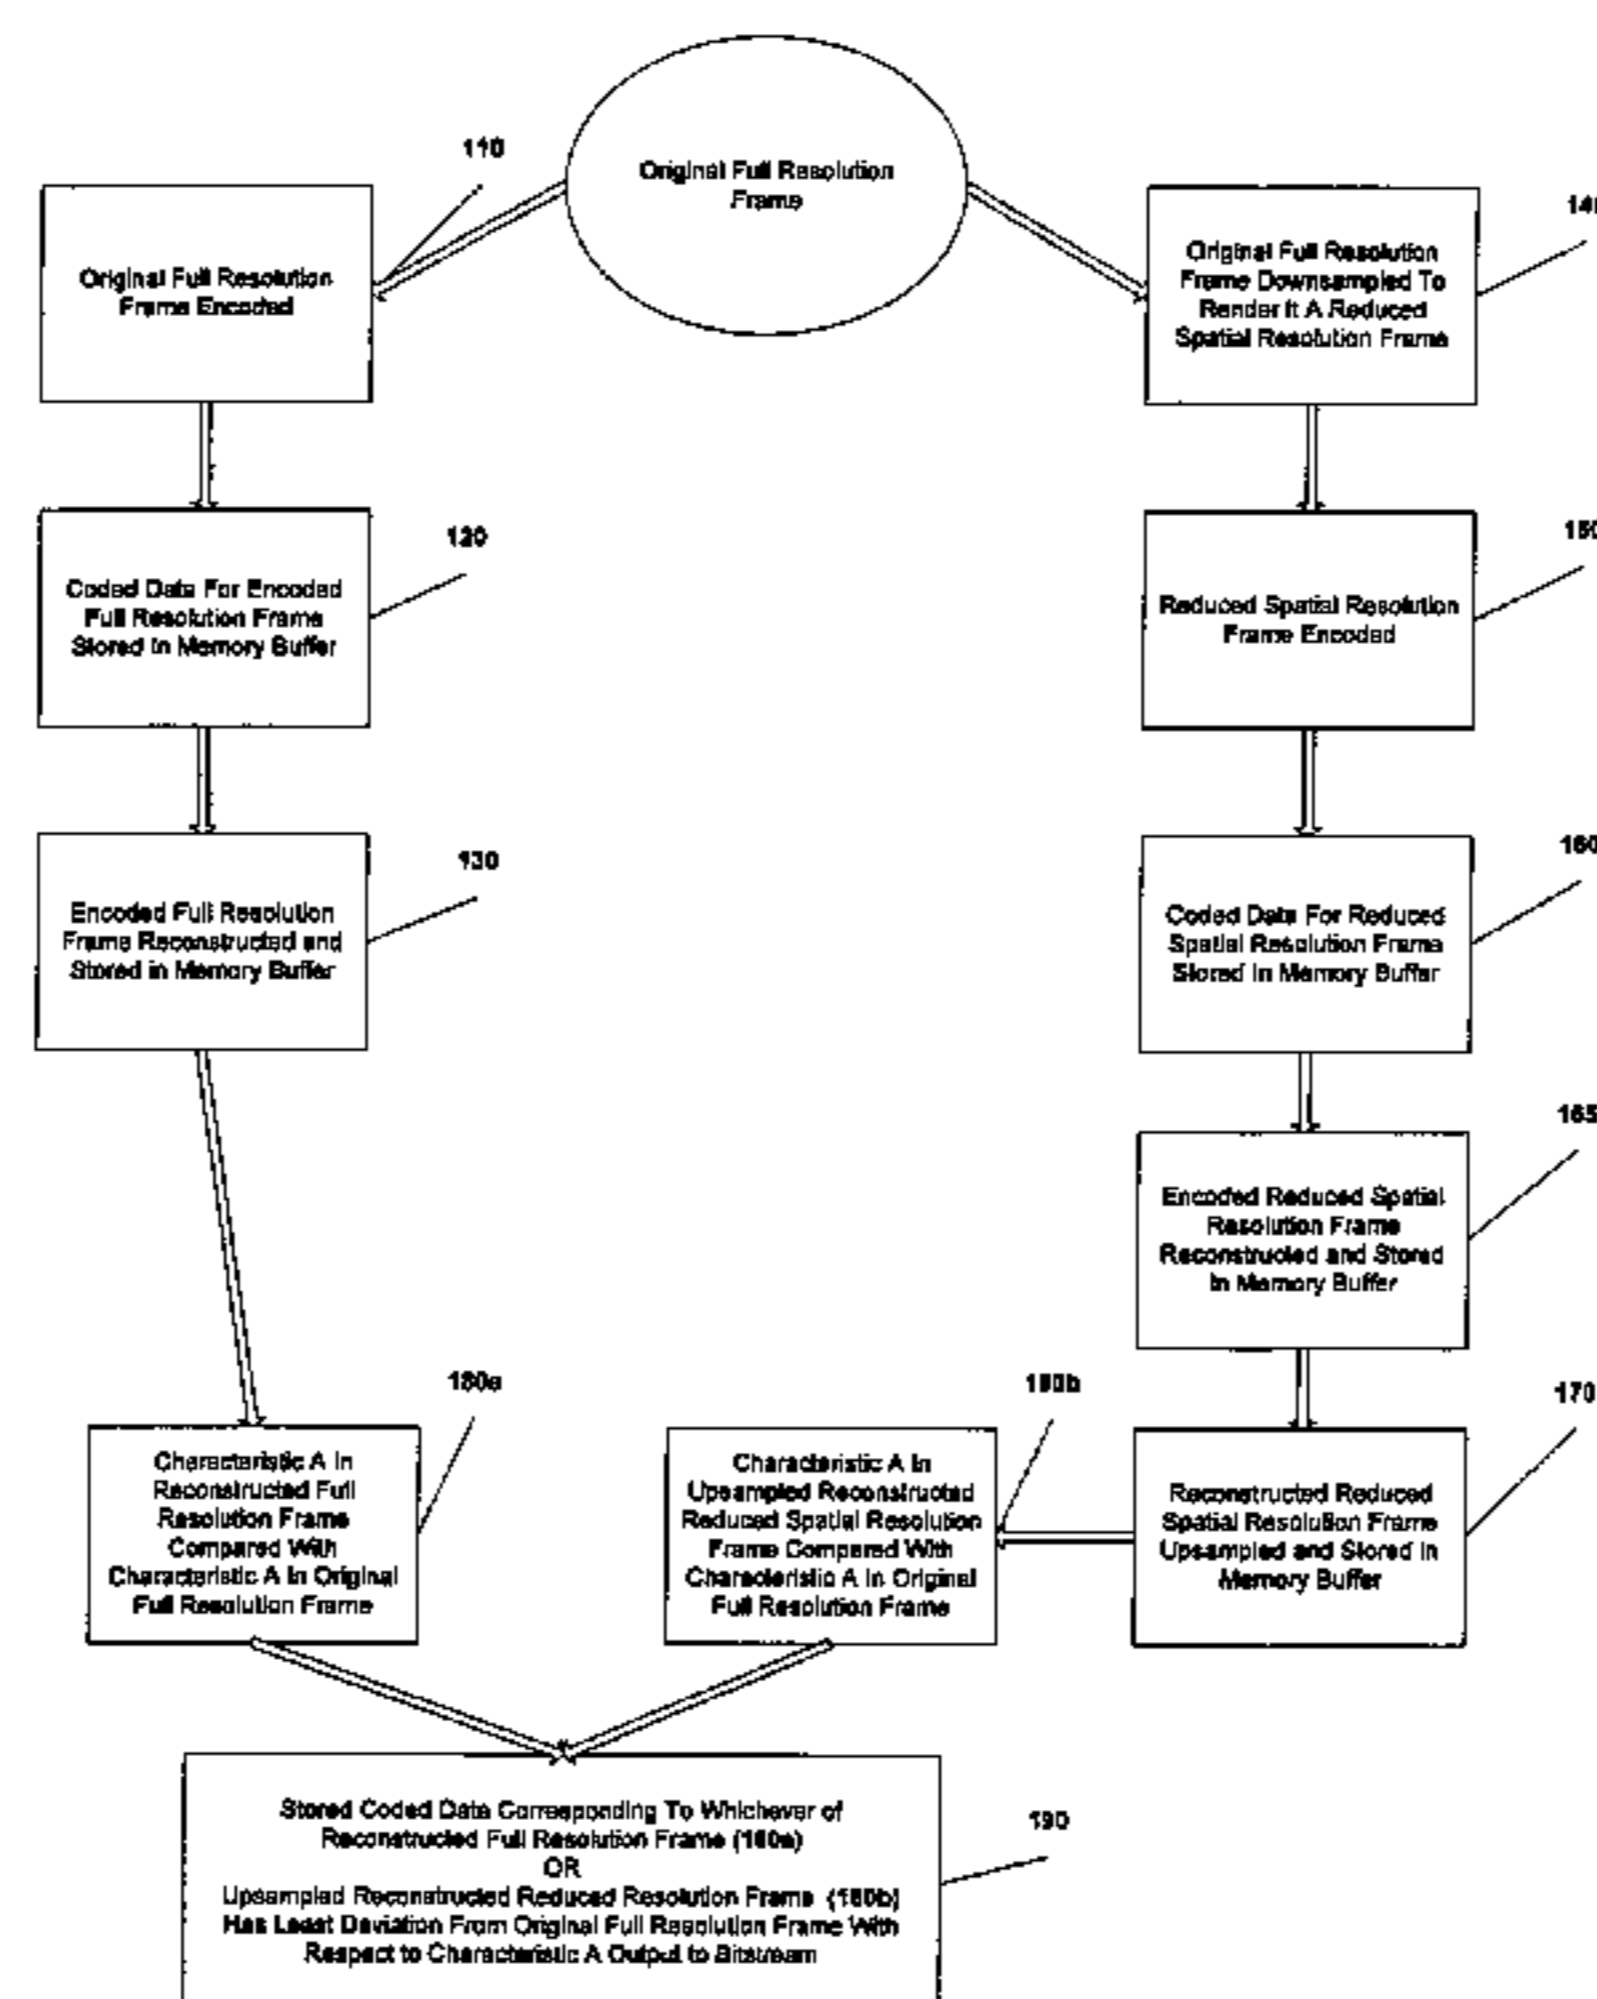 Original Full Resolution
Frame
110
Original Full Resolution
Frame Encoded
120
Coded Data For Encoded
Full Resolution Frame
Stored In Memory Buffer
130
Encoded Full Resolution
Frame Reconstructed and
Stored in Memory Buffer
180a
Characteristic A In
Reconstructed Full
Resolution Frame
Compared With
Characteristic A In Original
Full Resolution Frame
Original Full Resolution
Frame Downsampled To
Render It A Reduced
Spatial Resolution Frame
Reduced Spatial Resolution
Frame Encoded
Coded Data For Reduced
Spatial Resolution Frame
Stored In Memory Buffer
165
Encoded Reduced Spatial
Resolution Frame
Reconstructed and Stored
In Memory Buffer
170
Reconstructed Reduced
Spatial Resolution Frame
Upsampled and Stored In
Memory Buffer
180b
Characteristic A In
Upsampled Reconstructed
Reduced Spatial Resolution
Frame Compared With
Characteristic A In Original
Full Resolution Frame
190
Stored Coded Data Corresponding To Whichever of
Reconstructed Full Resolution Frame (180a)
OR
Upsampled Reconstructed Reduced Resolution Frame (180b)
Has Least Deviation From Original Full Resolution Frame With
Respect to Characteristic A Output to Bitstream